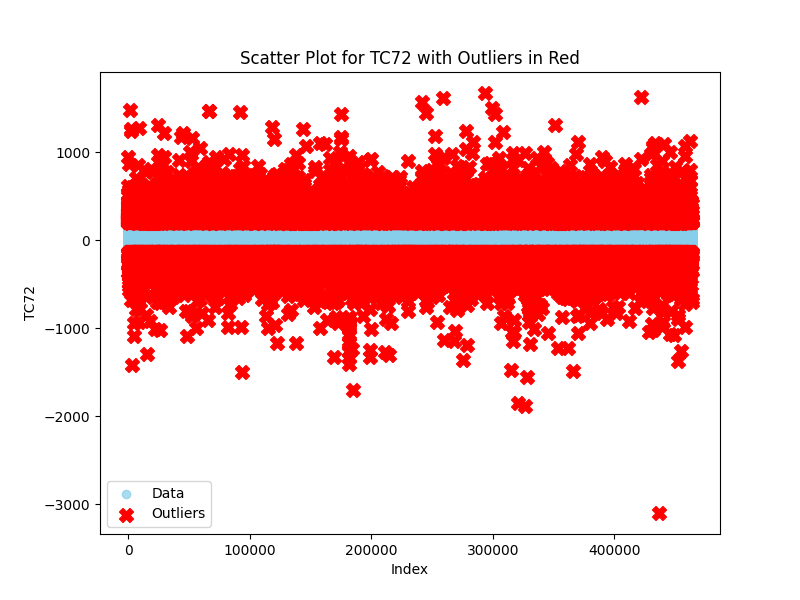 Scatter Plot for TC72 with Outliers in Red
TC72
1000
0
−1000
−2000
−3000
Data
Outliers
0 100000 200000 300000 400000
Index